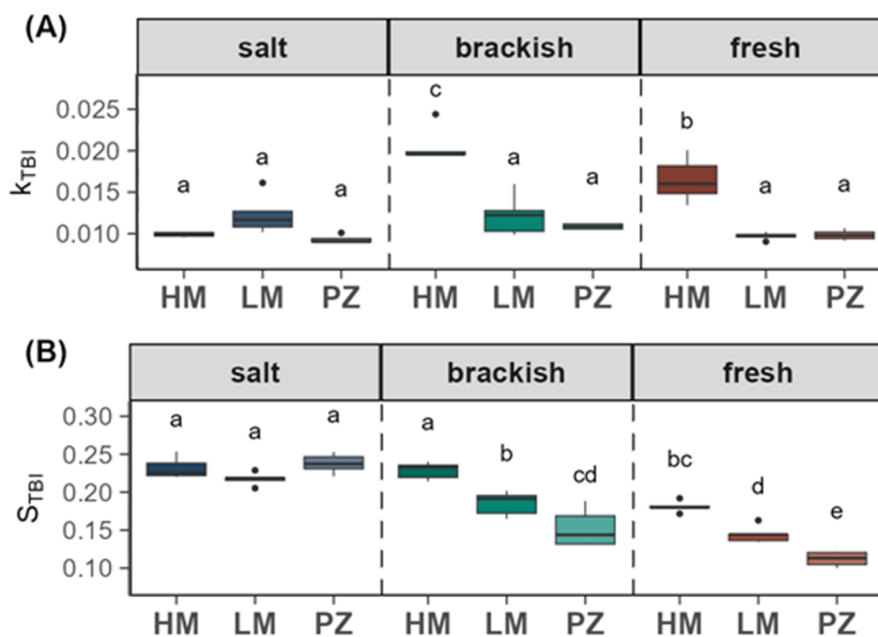 (A)
salt brackish fresh
0.025
0.020
0.015
0.010
kTBI
a a a c a a b a a
HM LM PZ HM LM PZ HM LM PZ
(B)
salt brackish fresh
0.30
0.25
0.20
0.15
0.10
STBI
a a a a b cd bc d e
HM LM PZ HM LM PZ HM LM PZ